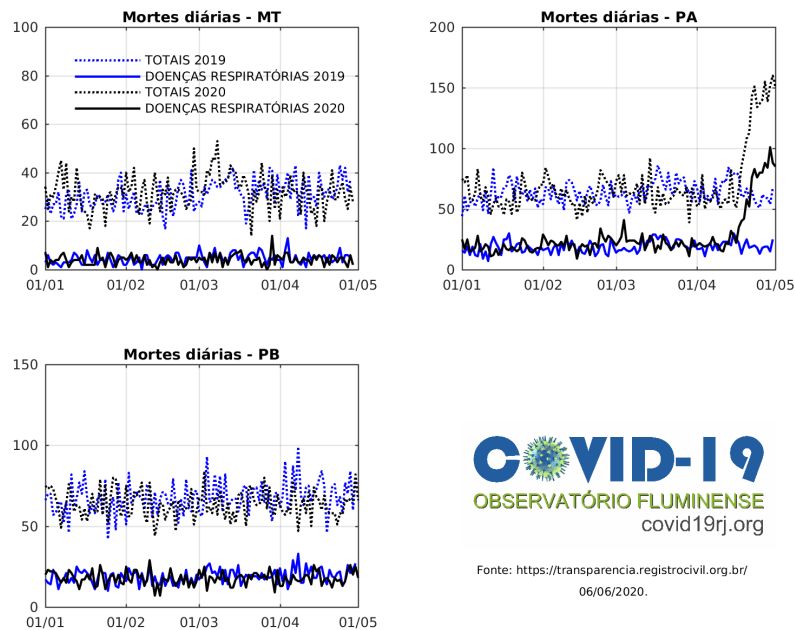 Mortes diárias - MT
100
80
60
40
20
0
01/01 01/02 01/03 01/04 01/05
TOTAIS 2019
DOENÇAS RESPIRATÓRIAS 2019
TOTAIS 2020
DOENÇAS RESPIRATÓRIAS 2020
Mortes diárias - PA
200
150
100
50
0
01/01 01/02 01/03 01/04 01/05
Mortes diárias - PB
150
100
50
0
01/01 01/02 01/03 01/04 01/05
COVID-19
OBSERVATÓRIO FLUMINENSE
covid19rj.org
Fonte: https://transparencia.registrocivil.org.br/
06/06/2020.